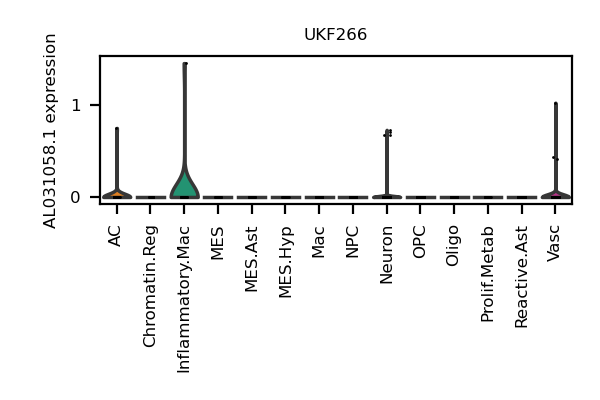 UKF266
AL031058.1 expression
1
0
AC
Chromatin.Reg
Inflammatory.Mac
MES
MES.Ast
MES.Hyp
Mac
NPC
Neuron
OPC
Oligo
Prolif.Metab
Reactive.Ast
Vasc